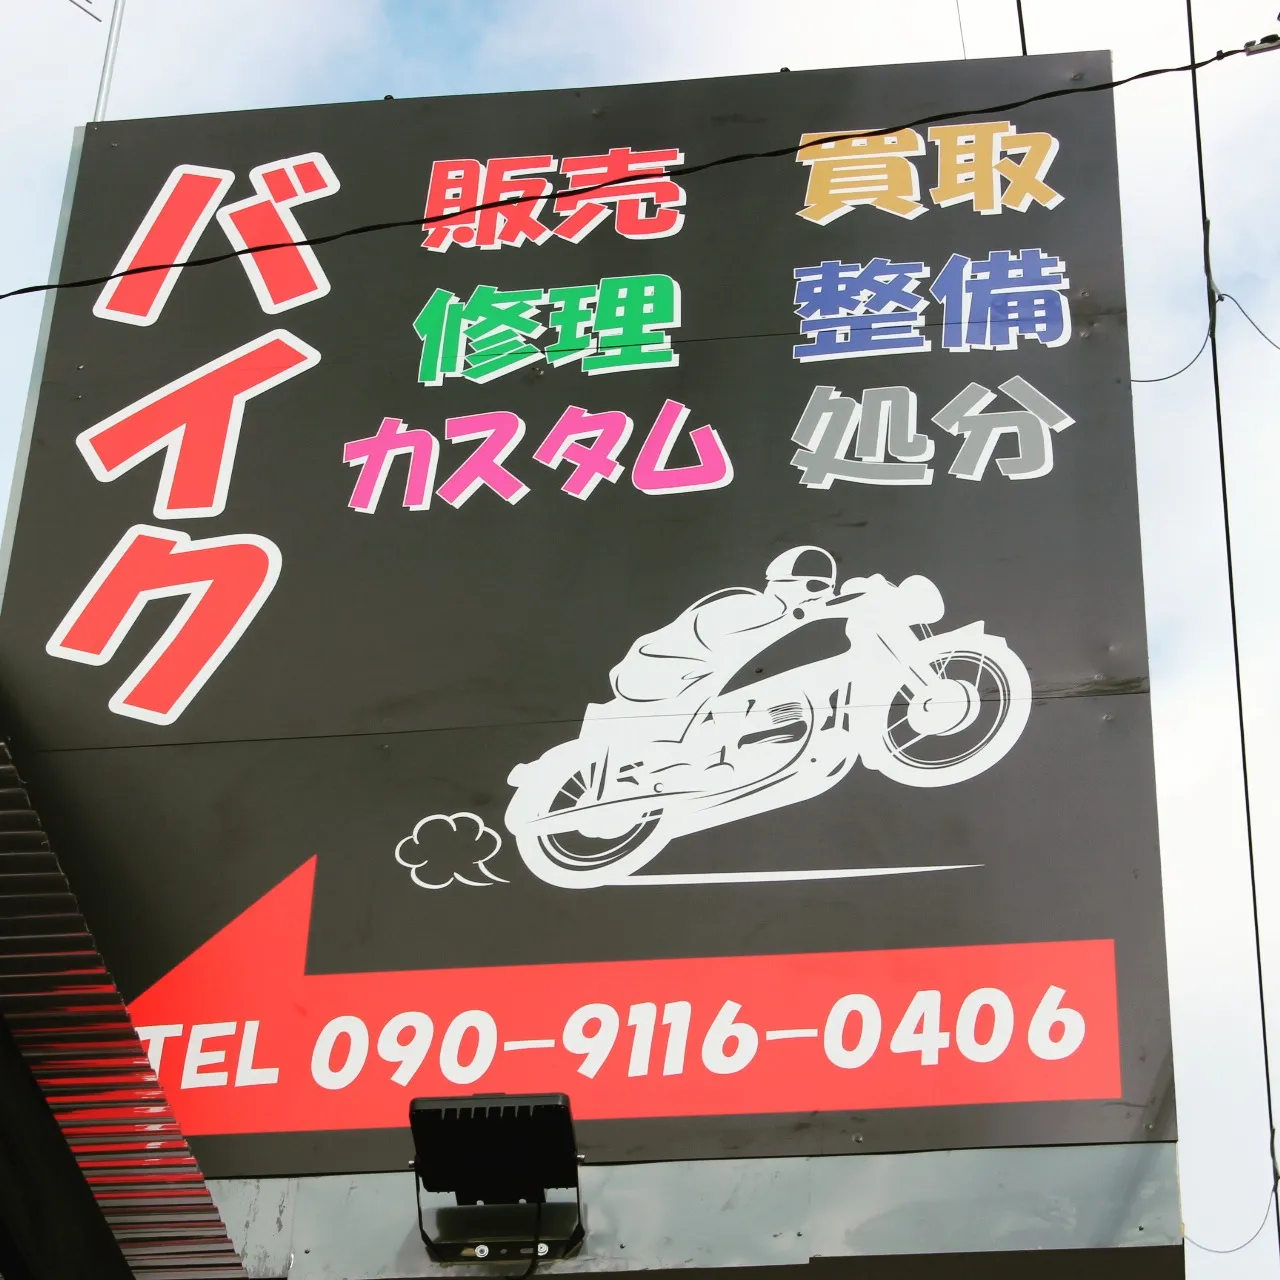 バイク
販売 買取
修理 整備
カスタム 処分
TEL 090-9116-0406